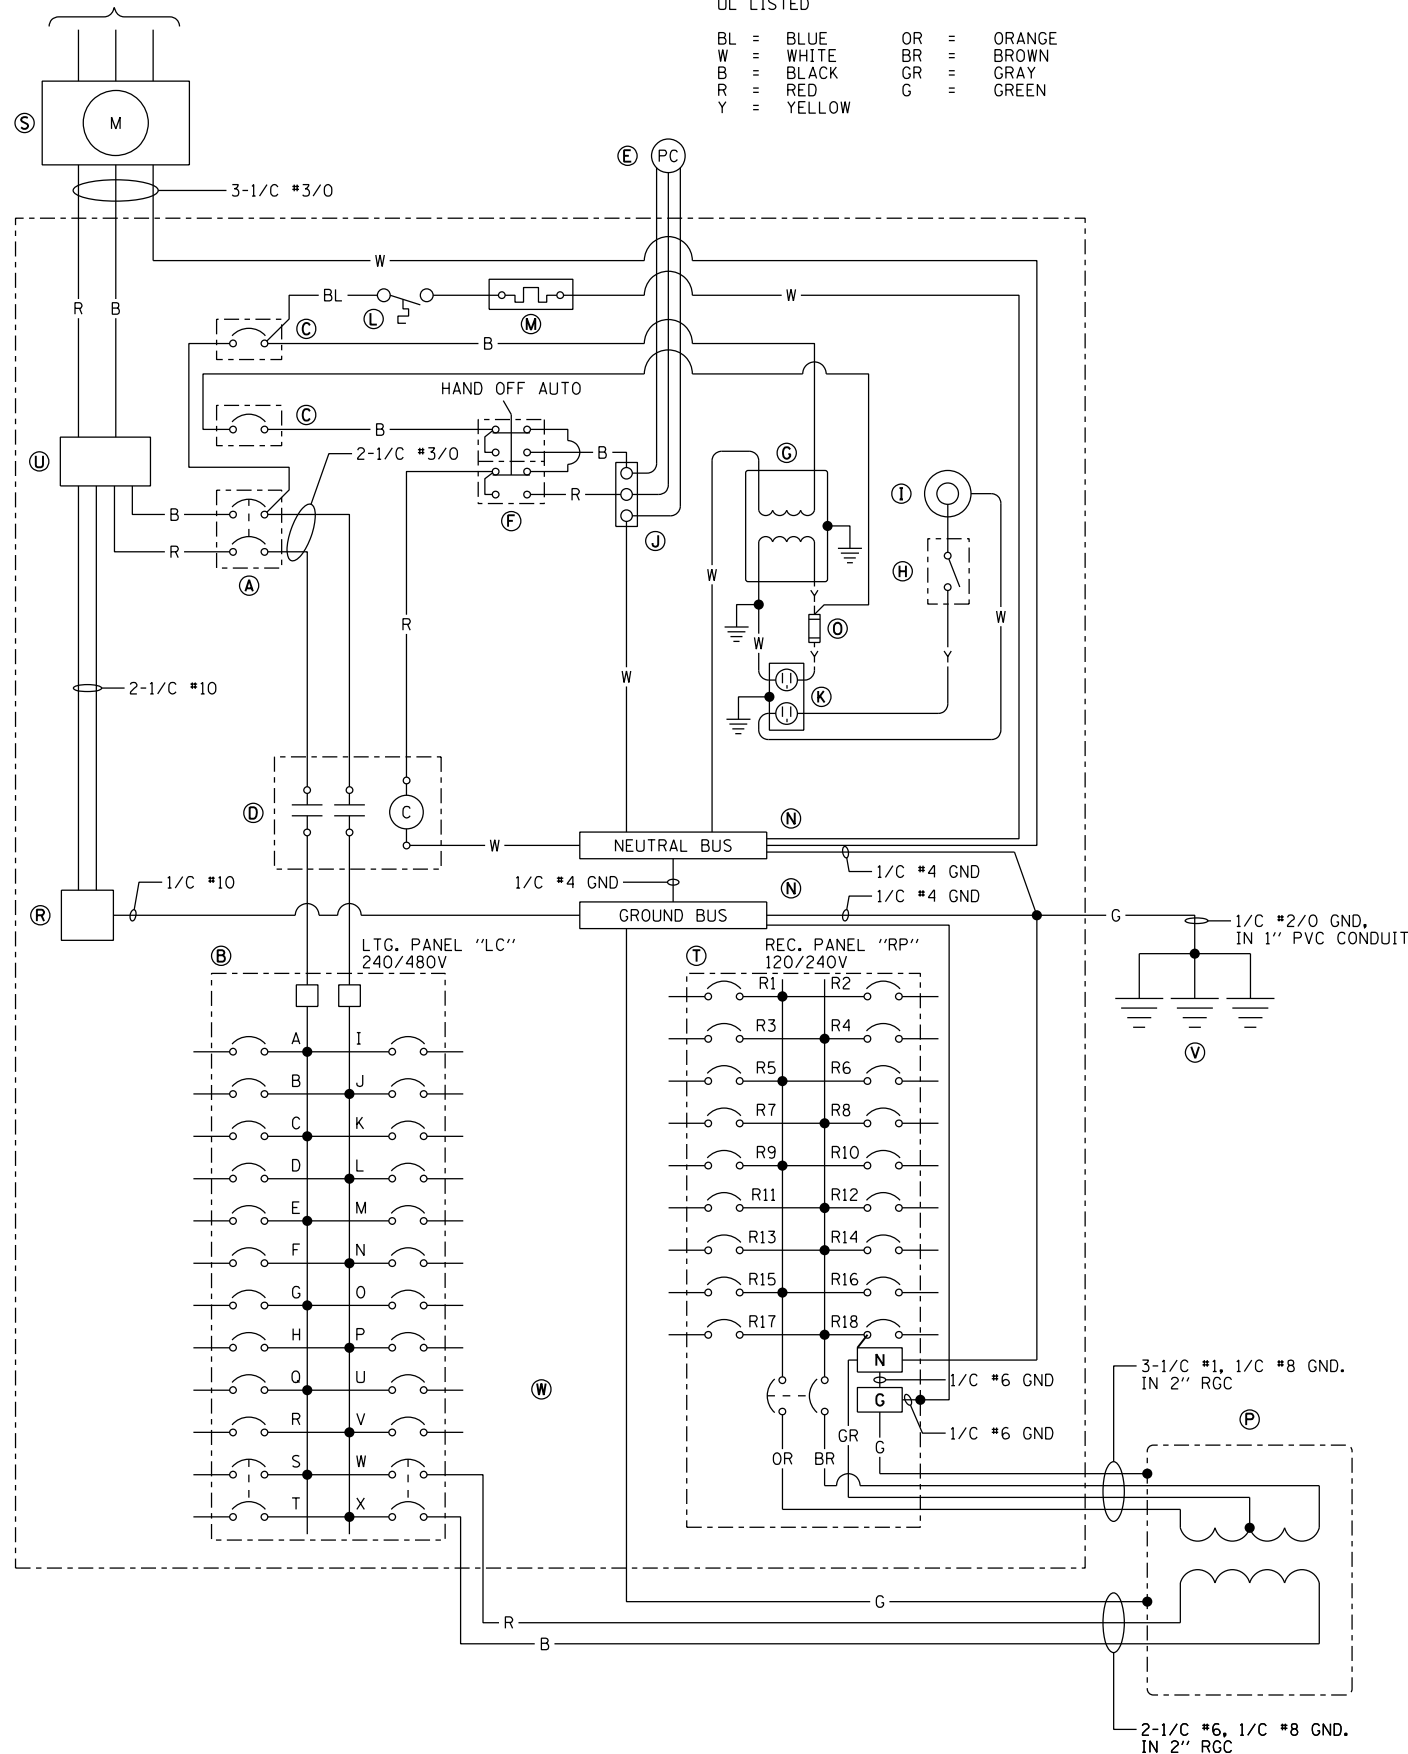 UL LISTED
BL = BLUE OR = ORANGE
W = WHITE BR = BROWN
B = BLACK GR = GRAY
R = RED G = GREEN
Y = YELLOW
S
M
E
PC
3-1/C #3/0
W
R
B
BL
L
M
W
C
B
HAND OFF AUTO
C
B
2-1/C #3/0
B
G
U
I
B
R
F
R
J
A
H
W
Y
R
O
W
W
Y
Y
W
K
2-1/C #10
D
C
W
NEUTRAL BUS
N
1/C #4 GND
1/C #10
1/C #4 GND
N
1/C #4 GND
R
GROUND BUS
G
1/C #2/0 GND,
IN 1" PVC CONDUIT
B
LTG. PANEL "LC"
240/480V
T
REC. PANEL "RP"
120/240V
V
A I
B J
C K
D L
E M
F N
G O
H P
Q U
R V
S W
T X
R1 R2
R3 R4
R5 R6
R7 R8
R9 R10
R11 R12
R13 R14
R15 R16
R17 R18
N
1/C #6 GND
G
1/C #6 GND
W
OR
BR
GR
G
3-1/C #1, 1/C #8 GND.
IN 2" RGC
P
G
R
B
2-1/C #6, 1/C #8 GND.
IN 2" RGC